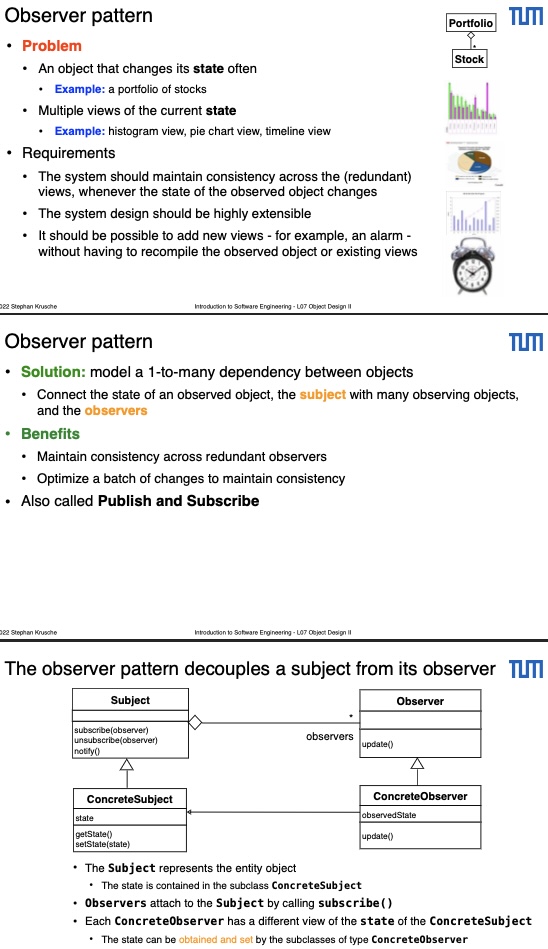 Observer pattern
TUM
Portfolio
*
Stock
• Problem
• An object that changes its state often
• Example: a portfolio of stocks
• Multiple views of the current state
• Example: histogram view, pie chart view, timeline view
• Requirements
• The system should maintain consistency across the (redundant)
views, whenever the state of the observed object changes
• The system design should be highly extensible
• It should be possible to add new views - for example, an alarm -
without having to recompile the observed object or existing views
022 Stephan Krusche
Introduction to Software Engineering - L07 Object Design II
Observer pattern
TUM
• Solution: model a 1-to-many dependency between objects
• Connect the state of an observed object, the subject with many observing objects,
and the observers
• Benefits
• Maintain consistency across redundant observers
• Optimize a batch of changes to maintain consistency
• Also called Publish and Subscribe
022 Stephan Krusche
Introduction to Software Engineering - L07 Object Design II
The observer pattern decouples a subject from its observer
TUM
Subject
subscribe(observer)
unsubscribe(observer)
notify()
*
observers
Observer
update()
ConcreteSubject
state
getState()
setState(state)
ConcreteObserver
observedState
update()
• The Subject represents the entity object
• The state is contained in the subclass ConcreteSubject
• Observers attach to the Subject by calling subscribe()
• Each ConcreteObserver has a different view of the state of the ConcreteSubject
• The state can be obtained and set by the subclasses of type ConcreteObserver